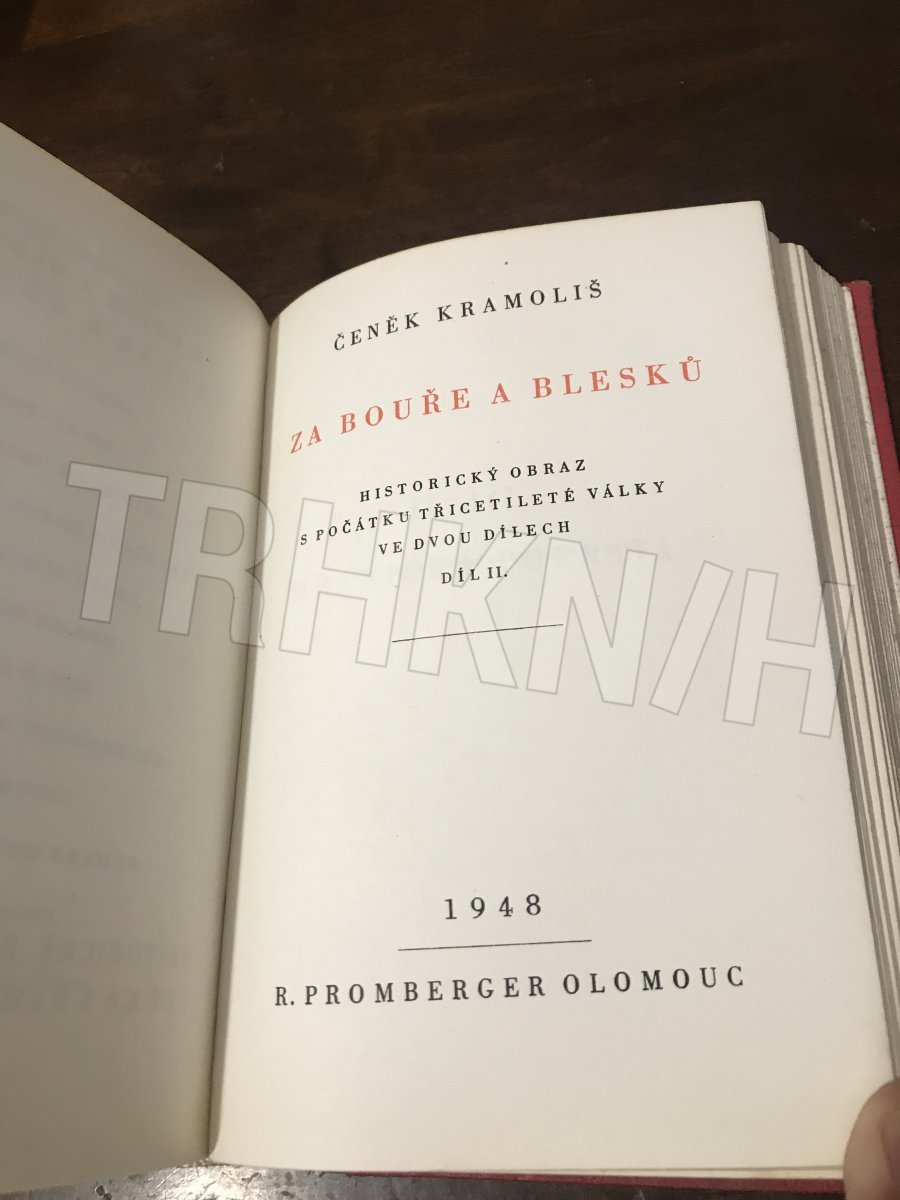 ČENĚK KRAMOLIŠ
ZA BOUŘE A BLESKŮ
HISTORICKÝ OBRAZ
S POČÁTKU TŘICETILETÉ VÁLKY
VE DVOU DÍLECH
DÍL II.
TRHKNIH
1948
R. PROMBERGER OLOMOUC